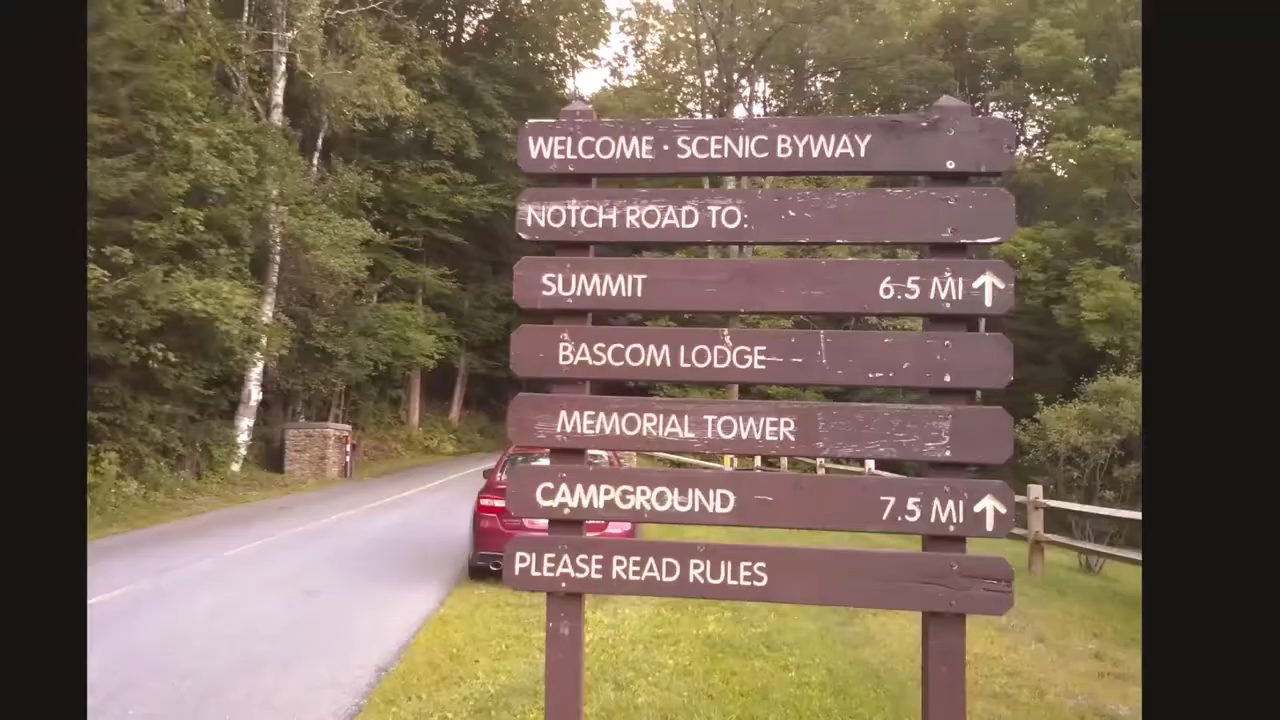 WELCOME · SCENIC BYWAY
NOTCH ROAD TO:
SUMMIT 6.5 MI ↑
BASCOM LODGE
MEMORIAL TOWER
CAMPGROUND 7.5 MI ↑
PLEASE READ RULES